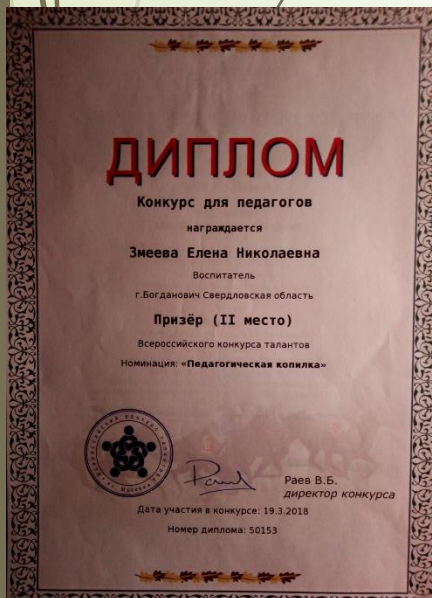 ДИПЛОМ
Конкурс для педагогов
награждается
Змеева Елена Николаевна
Воспитатель
г.Богданович Свердловская область
Призёр (II место)
Всероссийского конкурса талантов
Номинация: «Педагогическая копилка»
Раев В.Б.
директор конкурса
Дата участия в конкурсе: 19.3.2018
Номер диплома: 50153